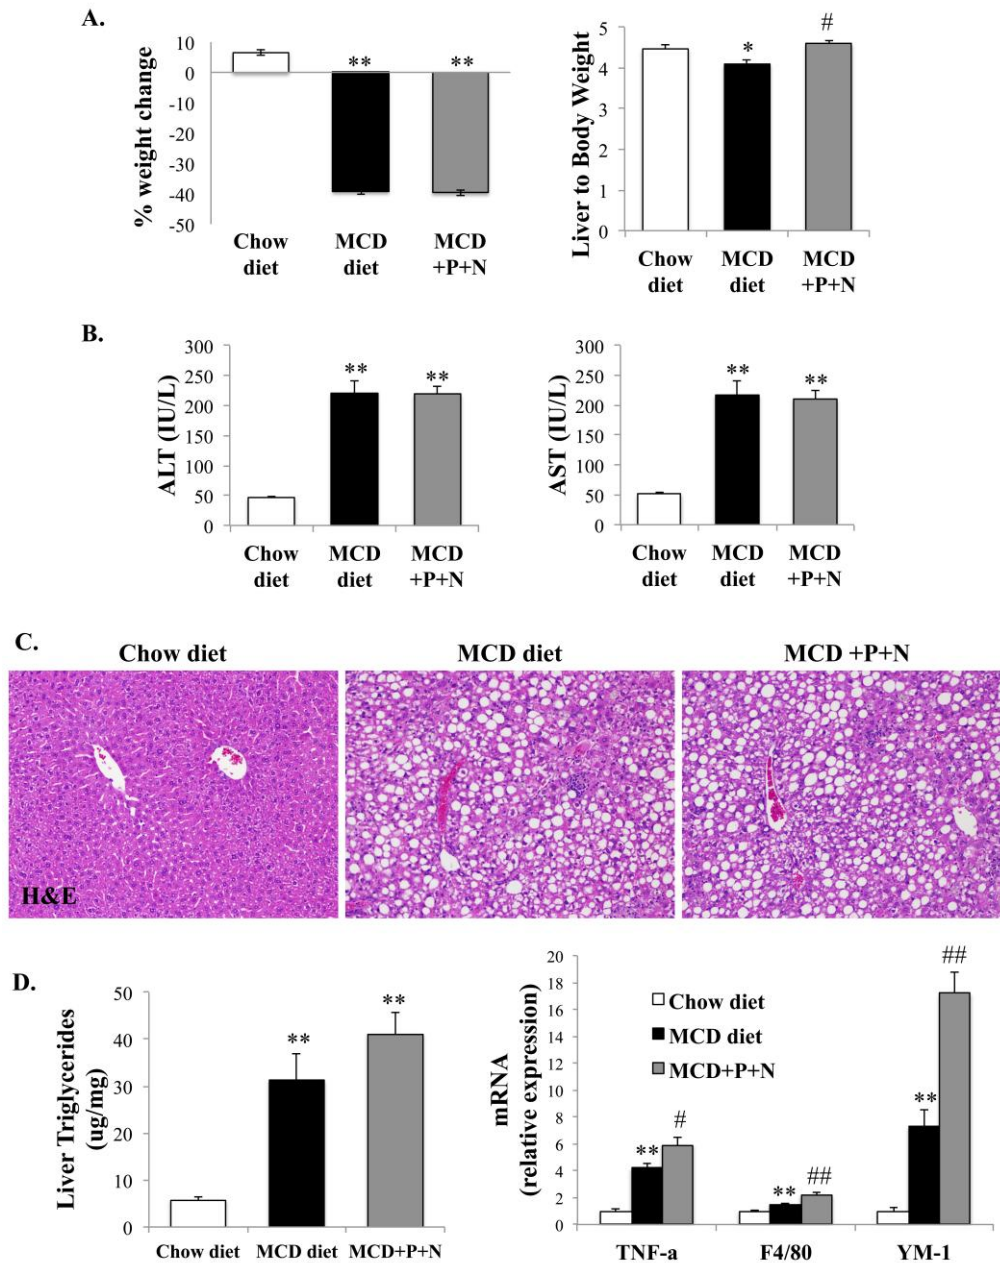 A.
% weight change
10
0
-10
-20
-30
-40
-50
**
**
Chow diet
MCD diet
MCD +P+N
Liver to Body Weight
5
4
3
2
1
0
*
#
Chow diet
MCD diet
MCD +P+N
B.
ALT (IU/L)
300
250
200
150
100
50
0
**
**
Chow diet
MCD diet
MCD +P+N
AST (IU/L)
300
250
200
150
100
50
0
**
**
Chow diet
MCD diet
MCD +P+N
C.
Chow diet
MCD diet
MCD +P+N
H&E
D.
Liver Triglycerides
(ug/mg)
50
40
30
20
10
0
**
**
Chow diet
MCD diet
MCD+P+N
mRNA
(relative expression)
20
18
16
14
12
10
8
6
4
2
0
Chow diet
MCD diet
MCD+P+N
**
#
**
##
**
##
TNF-a
F4/80
YM-1